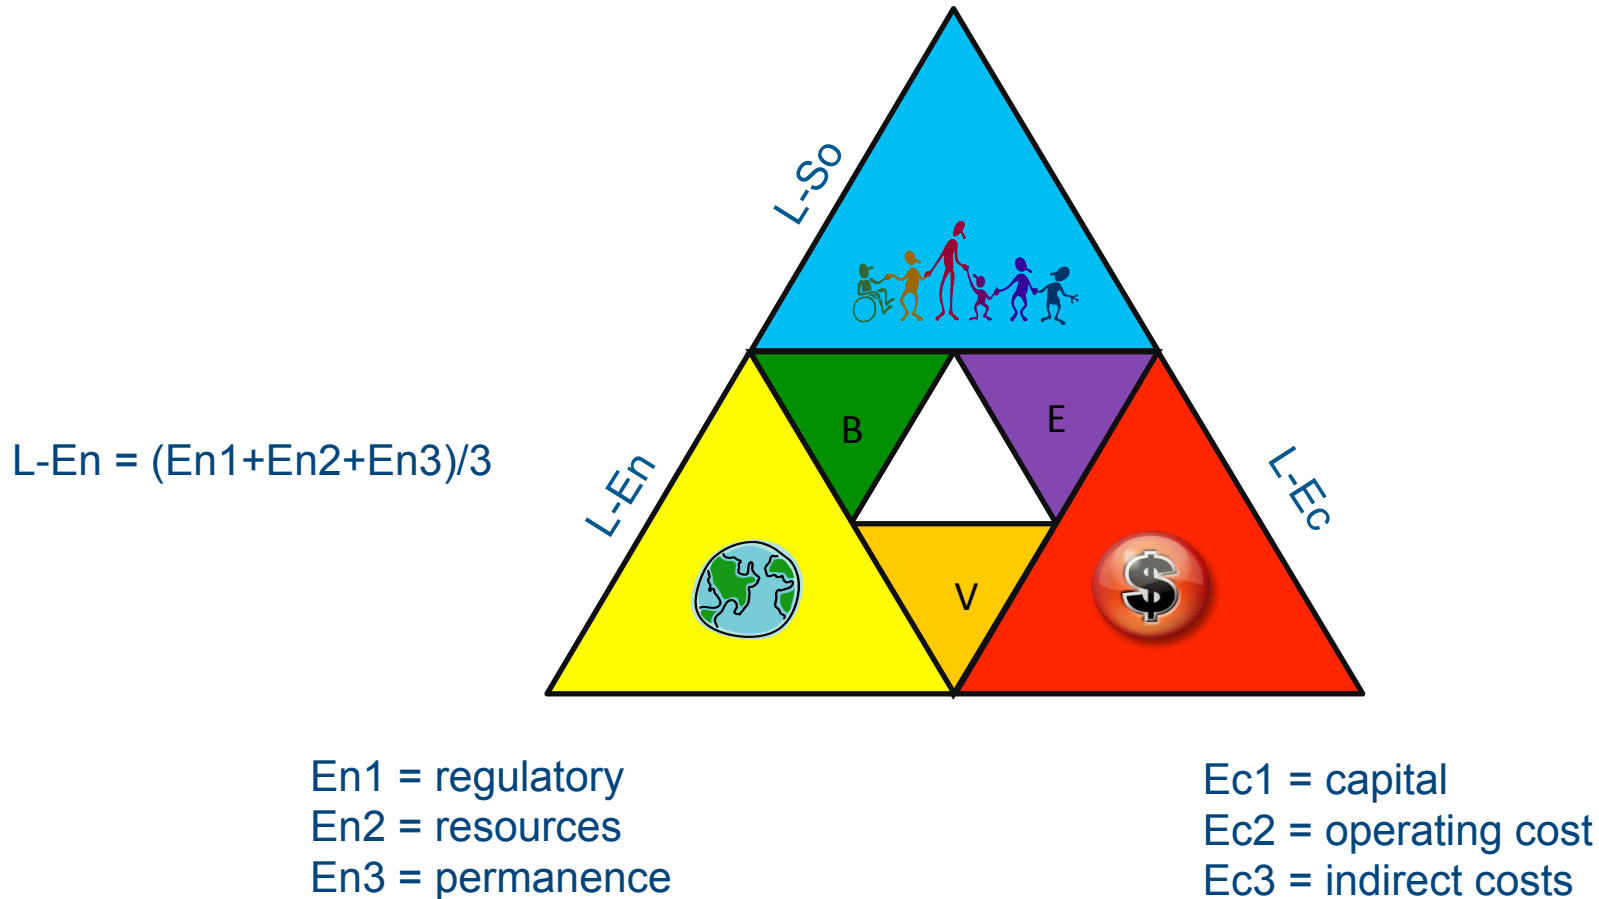 L-So
B
E
L-En = (En1+En2+En3)/3
L-En
L-Ec
V
$
En1 = regulatory
En2 = resources
En3 = permanence
Ec1 = capital
Ec2 = operating cost
Ec3 = indirect costs